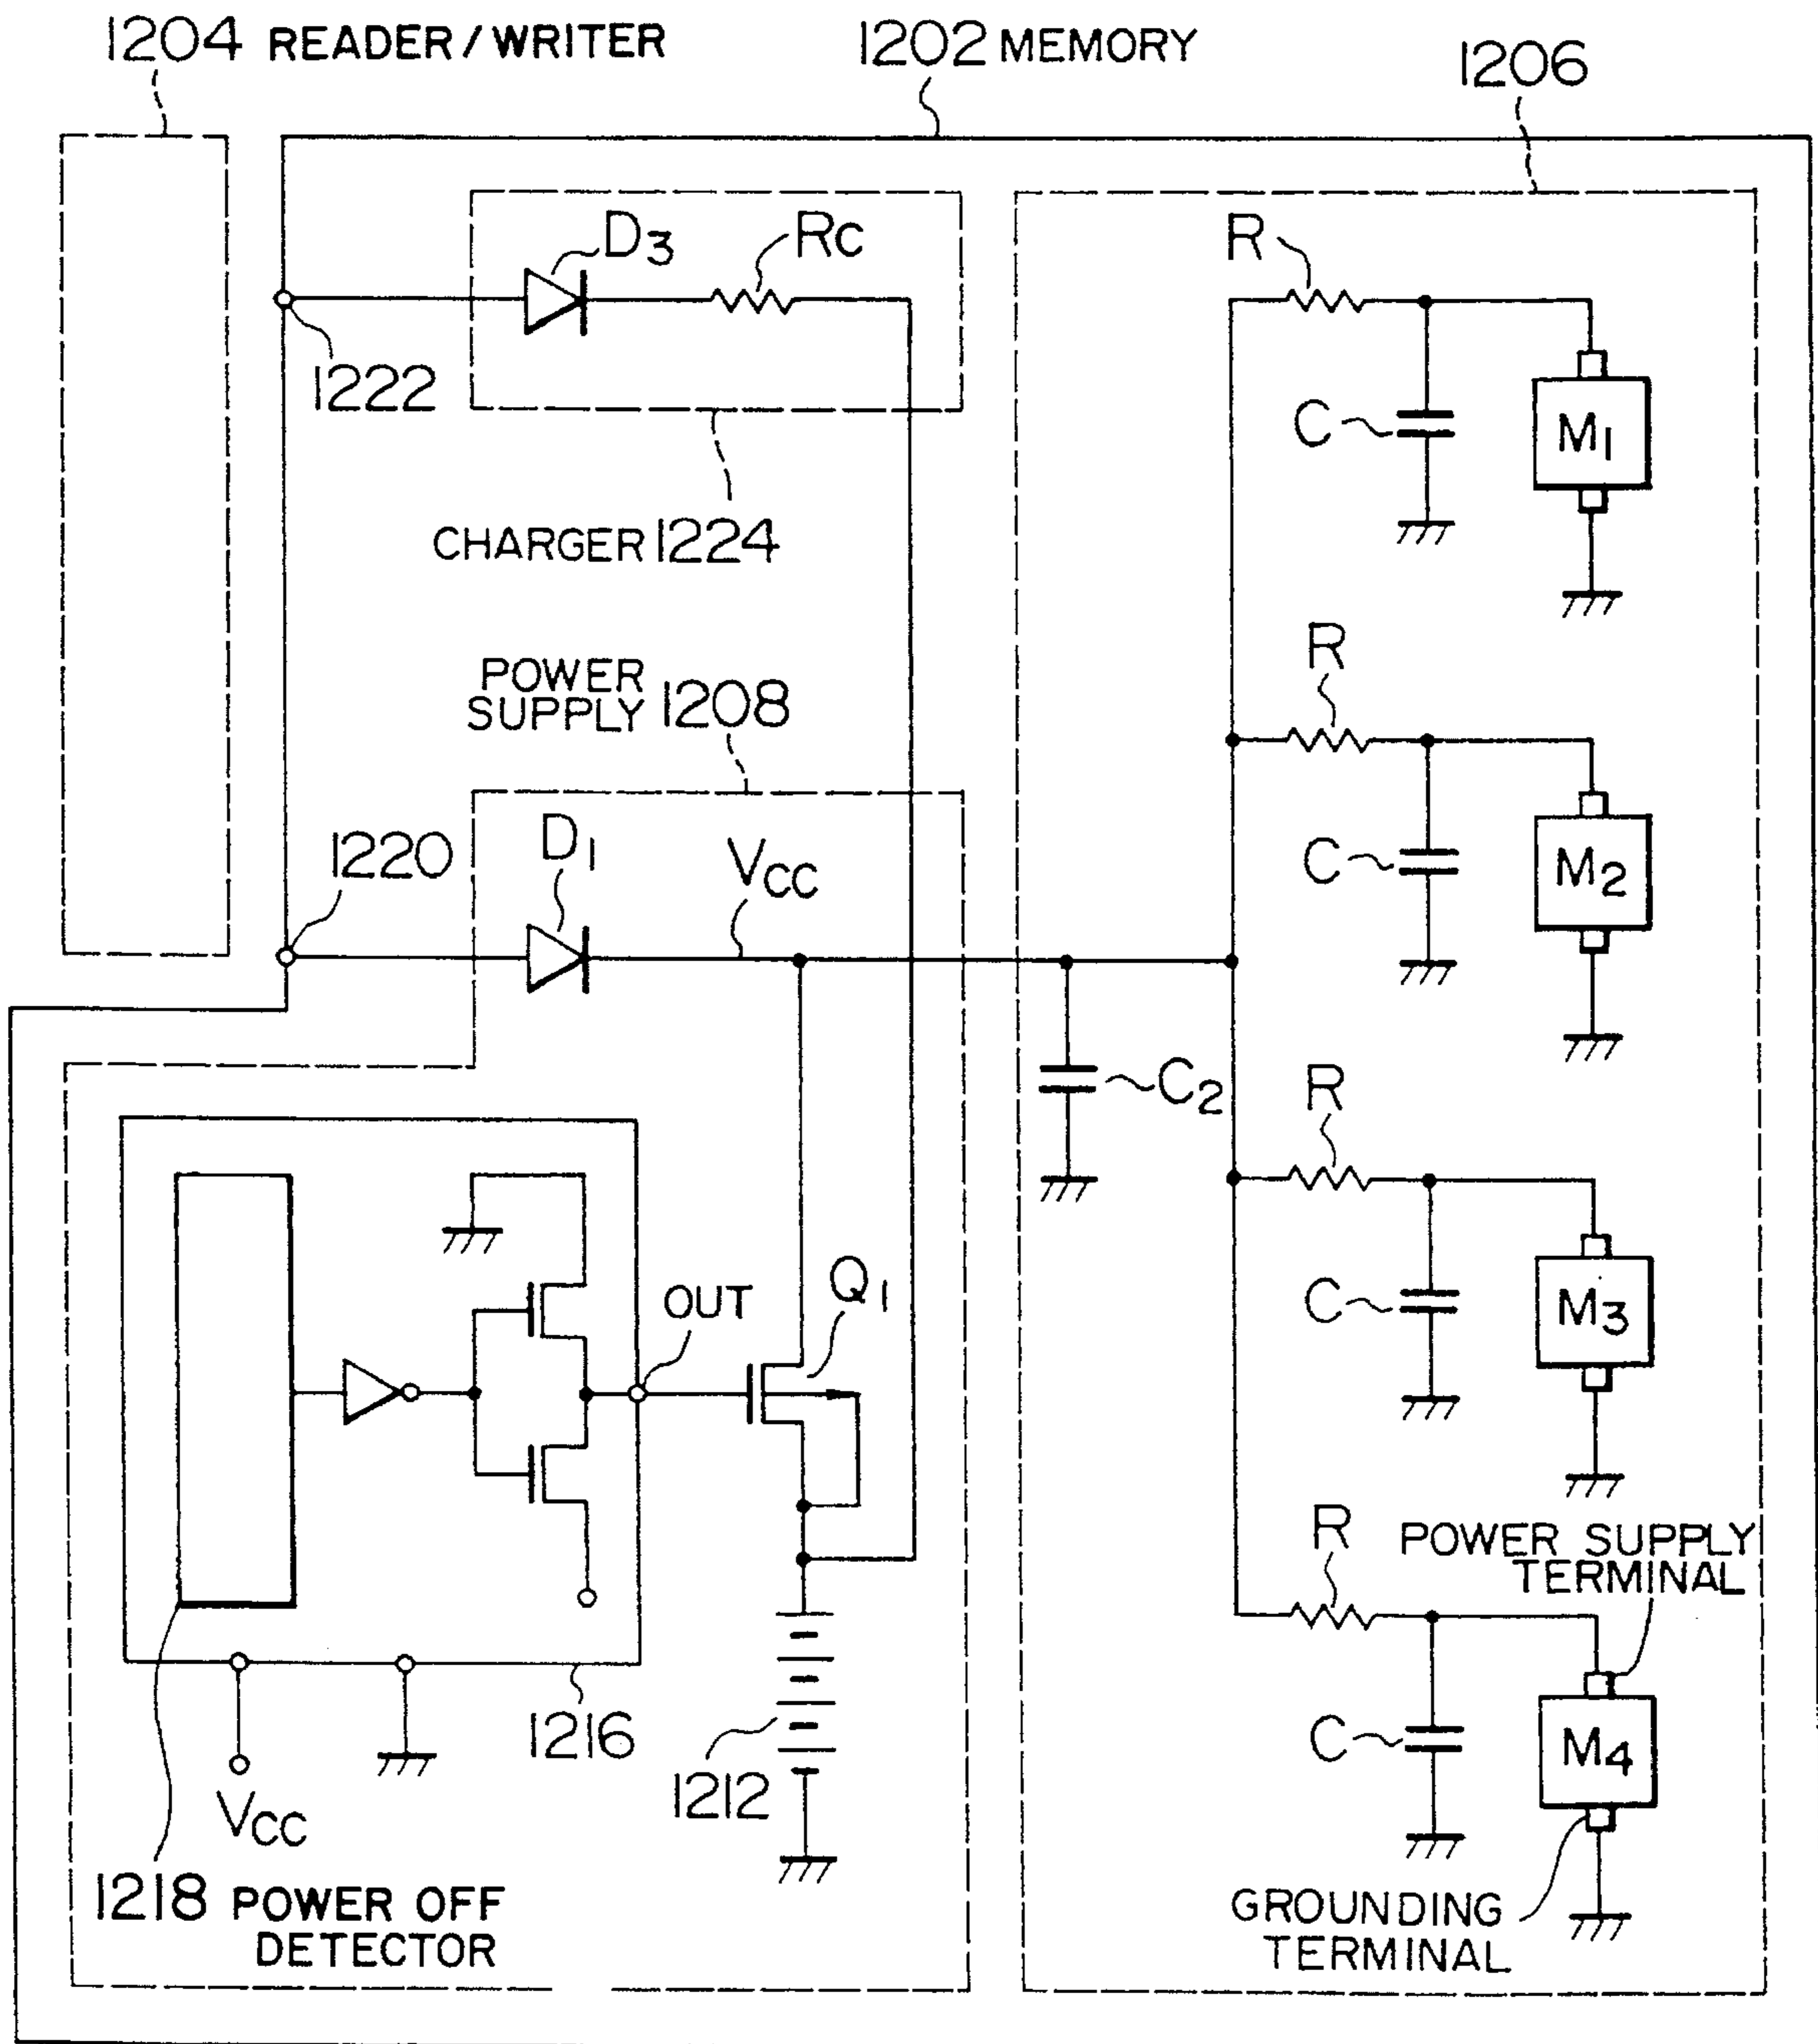 1204 READER/WRITER
1202 MEMORY
1206
D3
Rc
R
1222
C
M1
CHARGER 1224
R
POWER
SUPPLY 1208
1220
D1
VCC
C
M2
C2
R
OUT
Q1
C
M3
R
POWER SUPPLY
TERMINAL
1216
1212
C
M4
VCC
1218 POWER OFF
DETECTOR
GROUNDING
TERMINAL